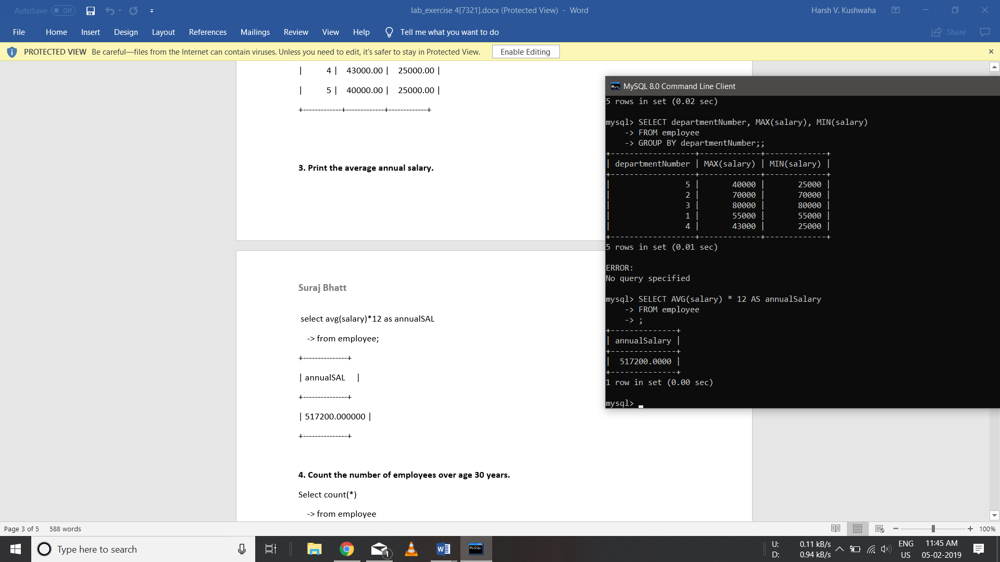 AutoSave Off
lab_exercise 4[7321].docx (Protected View) - Word
Harsh V. Kushwaha
File Home Insert Design Layout References Mailings Review View Help Tell me what you want to do
Share
PROTECTED VIEW Be careful—files from the Internet can contain viruses. Unless you need to edit, it's safer to stay in Protected View. Enable Editing
| 4 | 43000.00 | 25000.00 |
| 5 | 40000.00 | 25000.00 |
+-------------+-------------+-------------+
3. Print the average annual salary.
Suraj Bhatt
select avg(salary)*12 as annualSAL
-> from employee;
+---------------+
| annualSAL |
+---------------+
| 517200.000000 |
+---------------+
4. Count the number of employees over age 30 years.
Select count(*)
-> from employee
MySQL 8.0 Command Line Client
5 rows in set (0.02 sec)
mysql> SELECT departmentNumber, MAX(salary), MIN(salary)
-> FROM employee
-> GROUP BY departmentNumber;;
+------------------+-------------+-------------+
| departmentNumber | MAX(salary) | MIN(salary) |
+------------------+-------------+-------------+
| 5 | 40000 | 25000 |
| 2 | 70000 | 70000 |
| 3 | 80000 | 80000 |
| 1 | 55000 | 55000 |
| 4 | 43000 | 25000 |
+------------------+-------------+-------------+
5 rows in set (0.01 sec)
ERROR:
No query specified
mysql> SELECT AVG(salary) * 12 AS annualSalary
-> FROM employee
-> ;
+--------------+
| annualSalary |
+--------------+
| 517200.0000 |
+--------------+
1 row in set (0.00 sec)
mysql>
Page 3 of 5 588 words
100%
Type here to search
1
MySQL
U: 0.11 kB/s
D: 0.94 kB/s
ENG
US
11:45 AM
05-02-2019